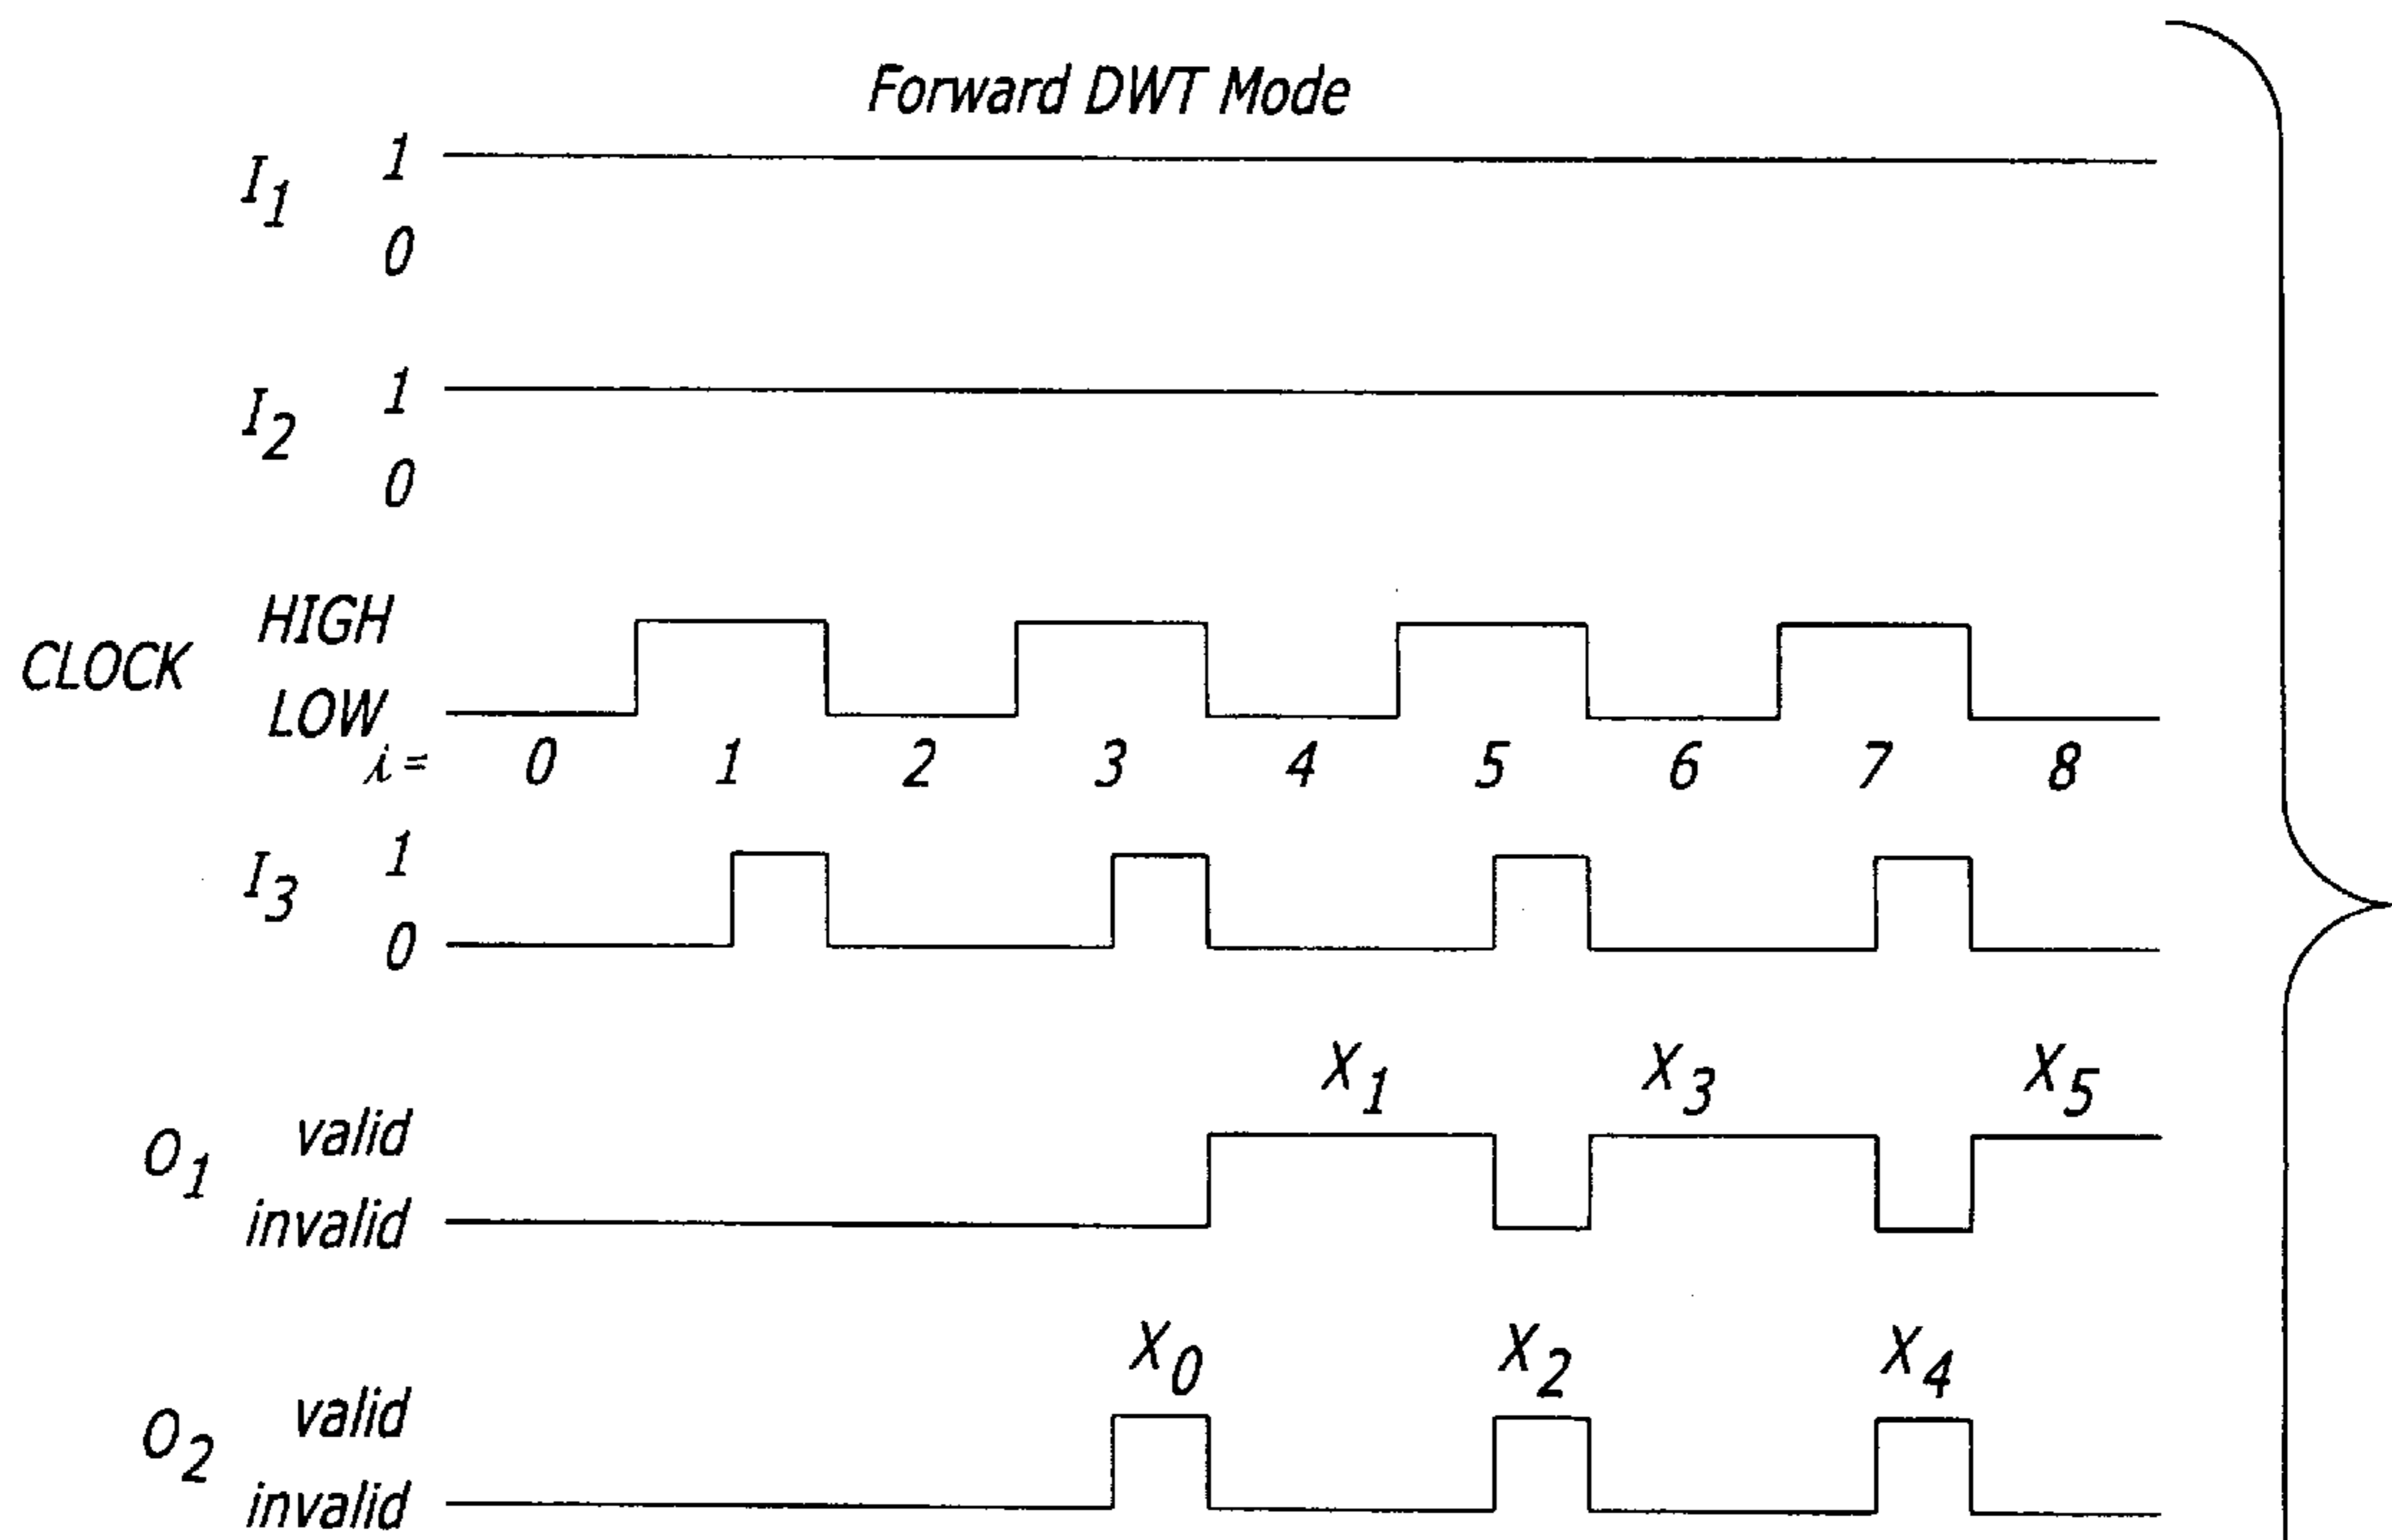 Forward DWT Mode
I1 1
0
I2 1
0
CLOCK HIGH
LOW
i= 0 1 2 3 4 5 6 7 8
I3 1
0
X1 X3 X5
O1 valid
invalid
X0 X2 X4
O2 valid
invalid